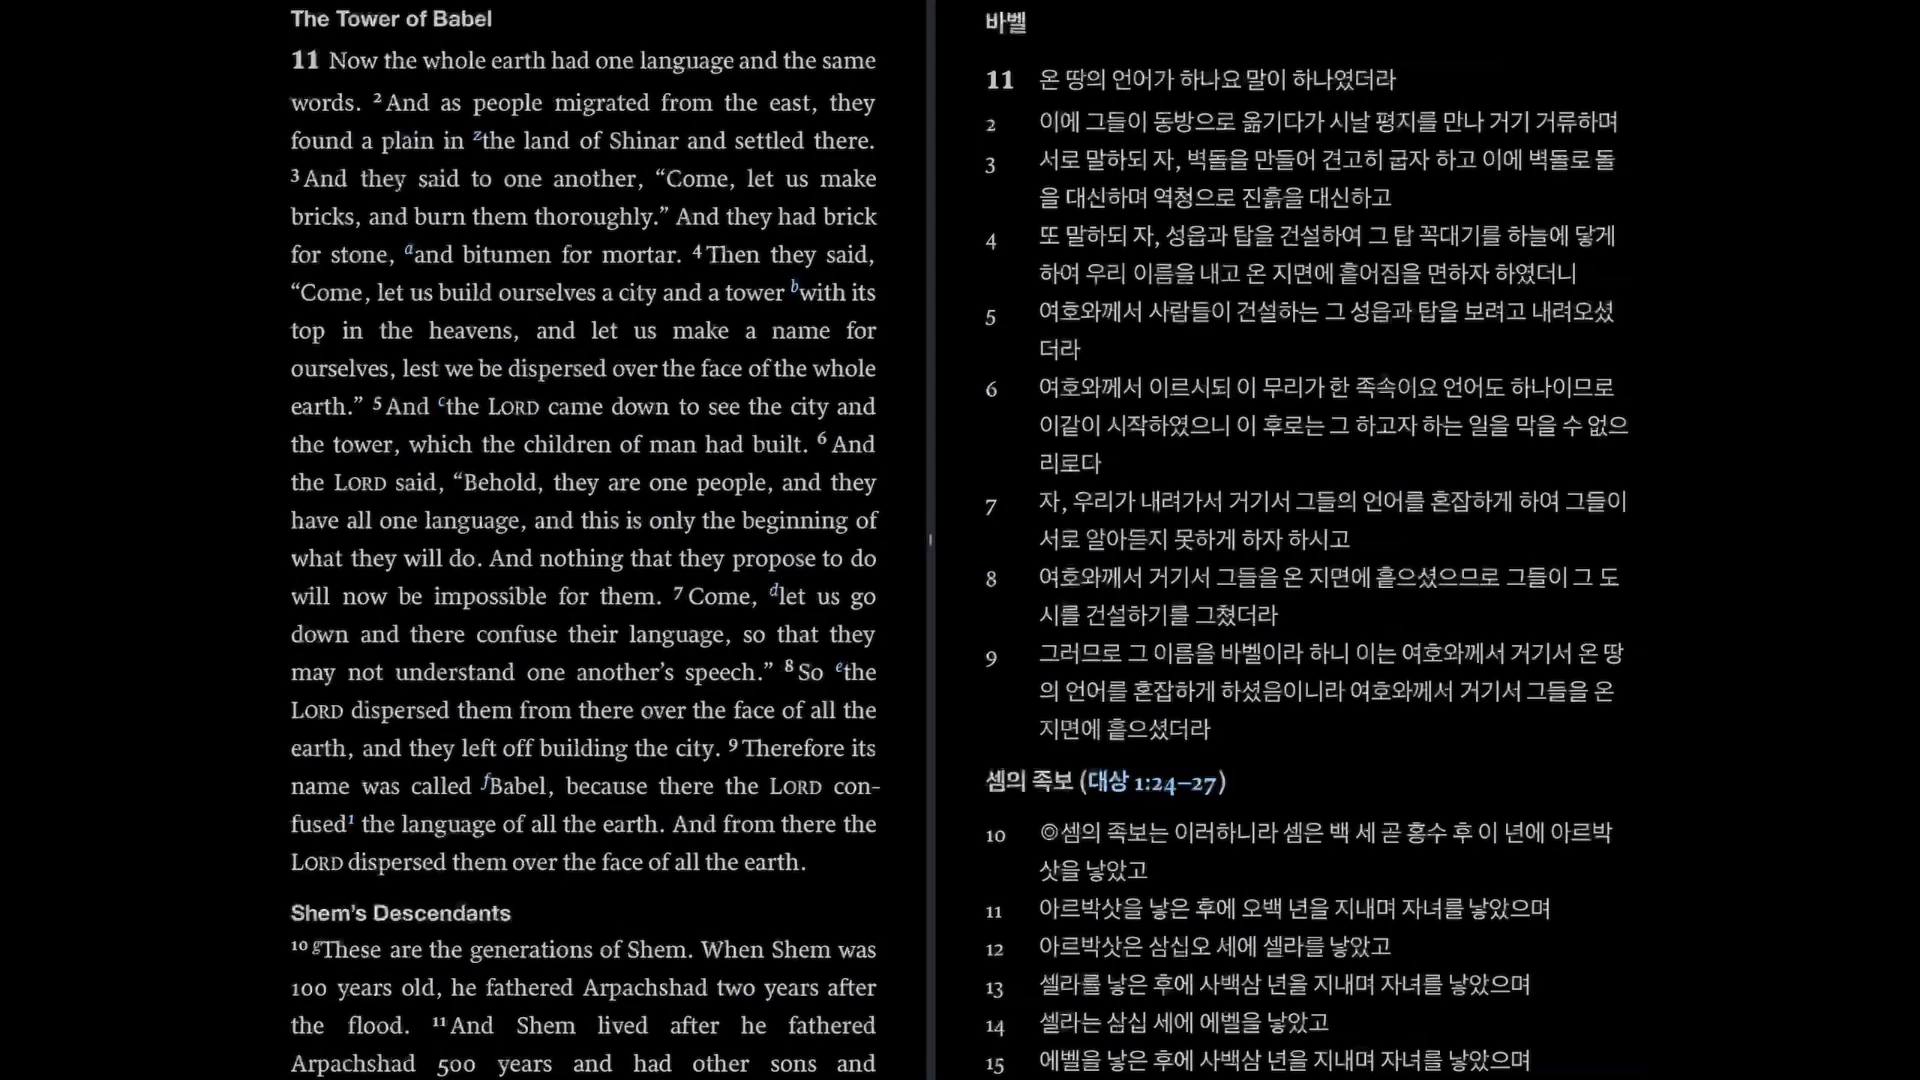 The Tower of Babel
11 Now the whole earth had one language and the same
words. 2 And as people migrated from the east, they
found a plain in z the land of Shinar and settled there.
3 And they said to one another, “Come, let us make
bricks, and burn them thoroughly.” And they had brick
for stone, a and bitumen for mortar. 4 Then they said,
“Come, let us build ourselves a city and a tower b with its
top in the heavens, and let us make a name for
ourselves, lest we be dispersed over the face of the whole
earth.” 5 And c the LORD came down to see the city and
the tower, which the children of man had built. 6 And
the LORD said, “Behold, they are one people, and they
have all one language, and this is only the beginning of
what they will do. And nothing that they propose to do
will now be impossible for them. 7 Come, d let us go
down and there confuse their language, so that they
may not understand one another’s speech.” 8 So e the
LORD dispersed them from there over the face of all the
earth, and they left off building the city. 9 Therefore its
name was called f Babel, because there the LORD con-
fused1 the language of all the earth. And from there the
LORD dispersed them over the face of all the earth.
Shem’s Descendants
10 g These are the generations of Shem. When Shem was
100 years old, he fathered Arpachshad two years after
the flood. 11 And Shem lived after he fathered
Arpachshad 500 years and had other sons and
바벨
11 온 땅의 언어가 하나요 말이 하나였더라
2 이에 그들이 동방으로 옮기다가 시날 평지를 만나 거기 거류하며
3 서로 말하되 자, 벽돌을 만들어 견고히 굽자 하고 이에 벽돌로 돌
을 대신하며 역청으로 진흙을 대신하고
4 또 말하되 자, 성읍과 탑을 건설하여 그 탑 꼭대기를 하늘에 닿게
하여 우리 이름을 내고 온 지면에 흩어짐을 면하자 하였더니
5 여호와께서 사람들이 건설하는 그 성읍과 탑을 보려고 내려오셨
더라
6 여호와께서 이르시되 이 무리가 한 족속이요 언어도 하나이므로
이같이 시작하였으니 이 후로는 그 하고자 하는 일을 막을 수 없으
리로다
7 자, 우리가 내려가서 거기서 그들의 언어를 혼잡하게 하여 그들이
서로 알아듣지 못하게 하자 하시고
8 여호와께서 거기서 그들을 온 지면에 흩으셨으므로 그들이 그 도
시를 건설하기를 그쳤더라
9 그러므로 그 이름을 바벨이라 하니 이는 여호와께서 거기서 온 땅
의 언어를 혼잡하게 하셨음이니라 여호와께서 거기서 그들을 온
지면에 흩으셨더라
셈의 족보 (대상 1:24–27)
10 ◎셈의 족보는 이러하니라 셈은 백 세 곧 홍수 후 이 년에 아르박
삿을 낳았고
11 아르박삿을 낳은 후에 오백 년을 지내며 자녀를 낳았으며
12 아르박삿은 삼십오 세에 셀라를 낳았고
13 셀라를 낳은 후에 사백삼 년을 지내며 자녀를 낳았으며
14 셀라는 삼십 세에 에벨을 낳았고
15 에벨을 낳은 후에 사백삼 년을 지내며 자녀를 낳았으며